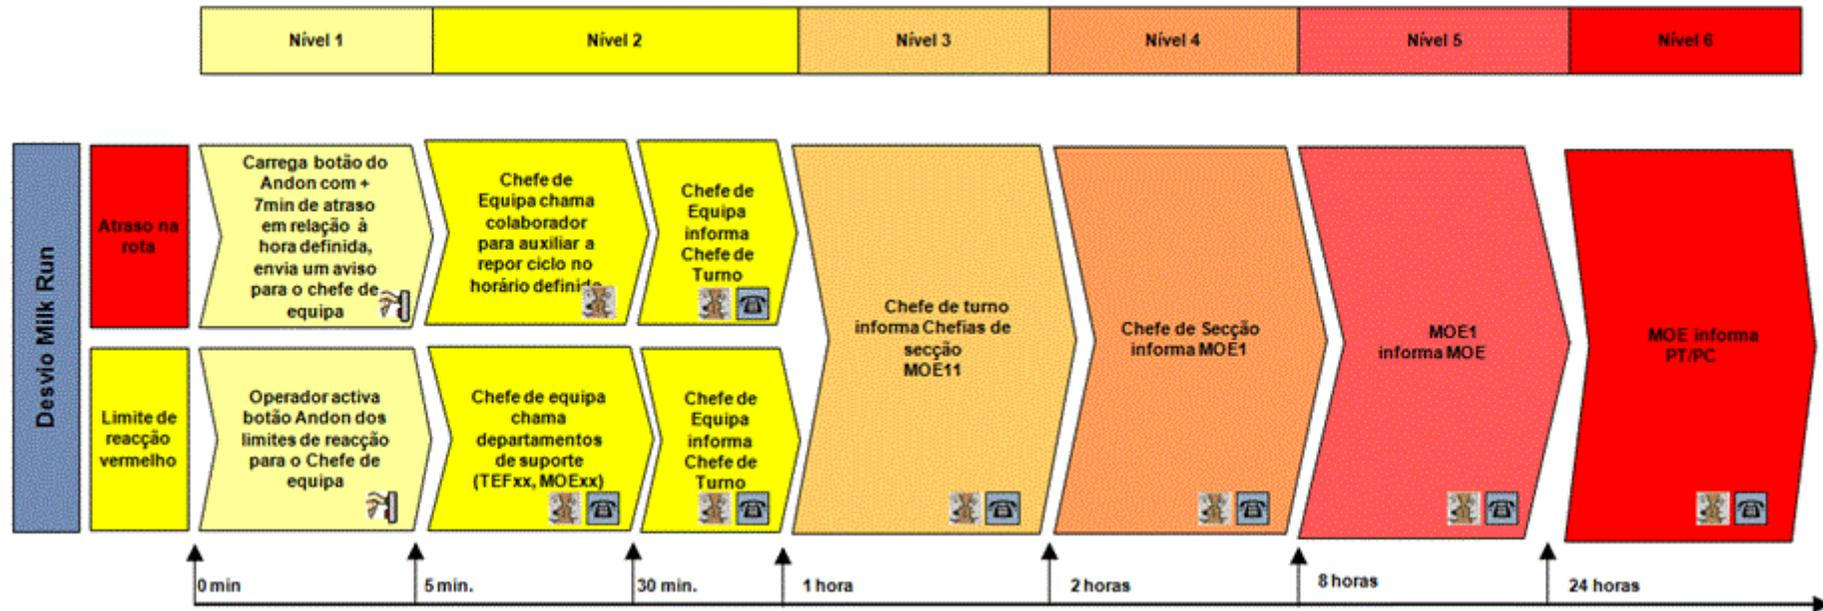 Nível 1
Nível 2
Nível 3
Nível 4
Nível 5
Nível 6
Desvio Milk Run
Atraso na
rota
Carrega botão do
Andon com +
7min de atraso
em relação à
hora definida,
envia um aviso
para o chefe de
equipa
Chefe de
Equipa chama
colaborador
para auxiliar a
repor ciclo no
horário definido
Chefe de
Equipa
informa
Chefe de
Turno
Limite de
reacção
vermelho
Operador activa
botão Andon dos
limites de reacção
para o Chefe de
equipa
Chefe de equipa
chama
departamentos
de suporte
(TEFxx, MOExx)
Chefe de
Equipa
informa
Chefe de
Turno
Chefe de turno
informa Chefias de
secção
MOE11
Chefe de Secção
informa MOE1
MOE1
informa MOE
MOE informa
PT/PC
0 min
5 min.
30 min.
1 hora
2 horas
8 horas
24 horas